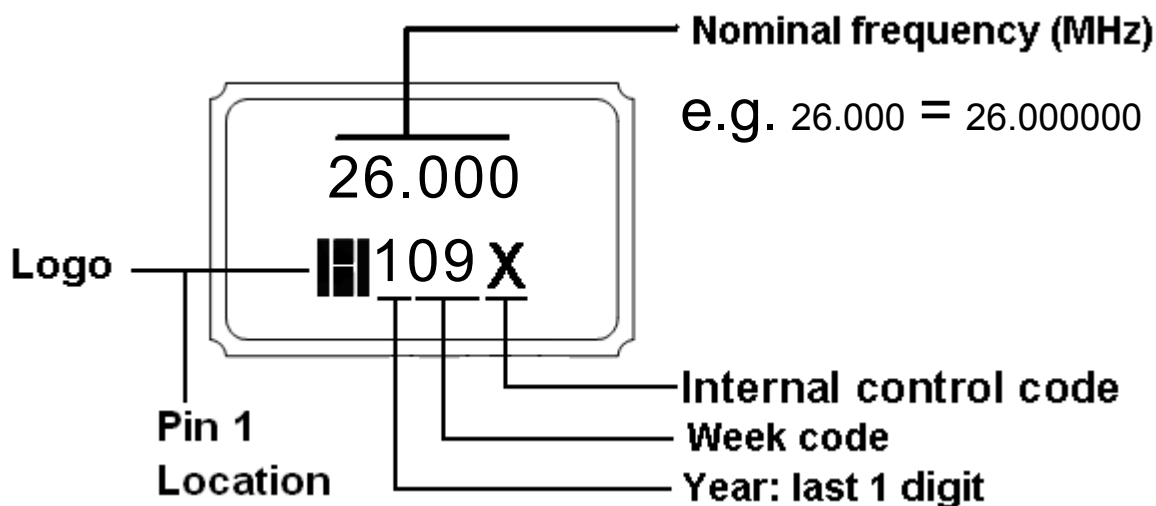 Nominal frequency (MHz)
e.g. 26.000 = 26.000000
26.000
109 X
Logo
Pin 1
Location
Internal control code
Week code
Year: last 1 digit